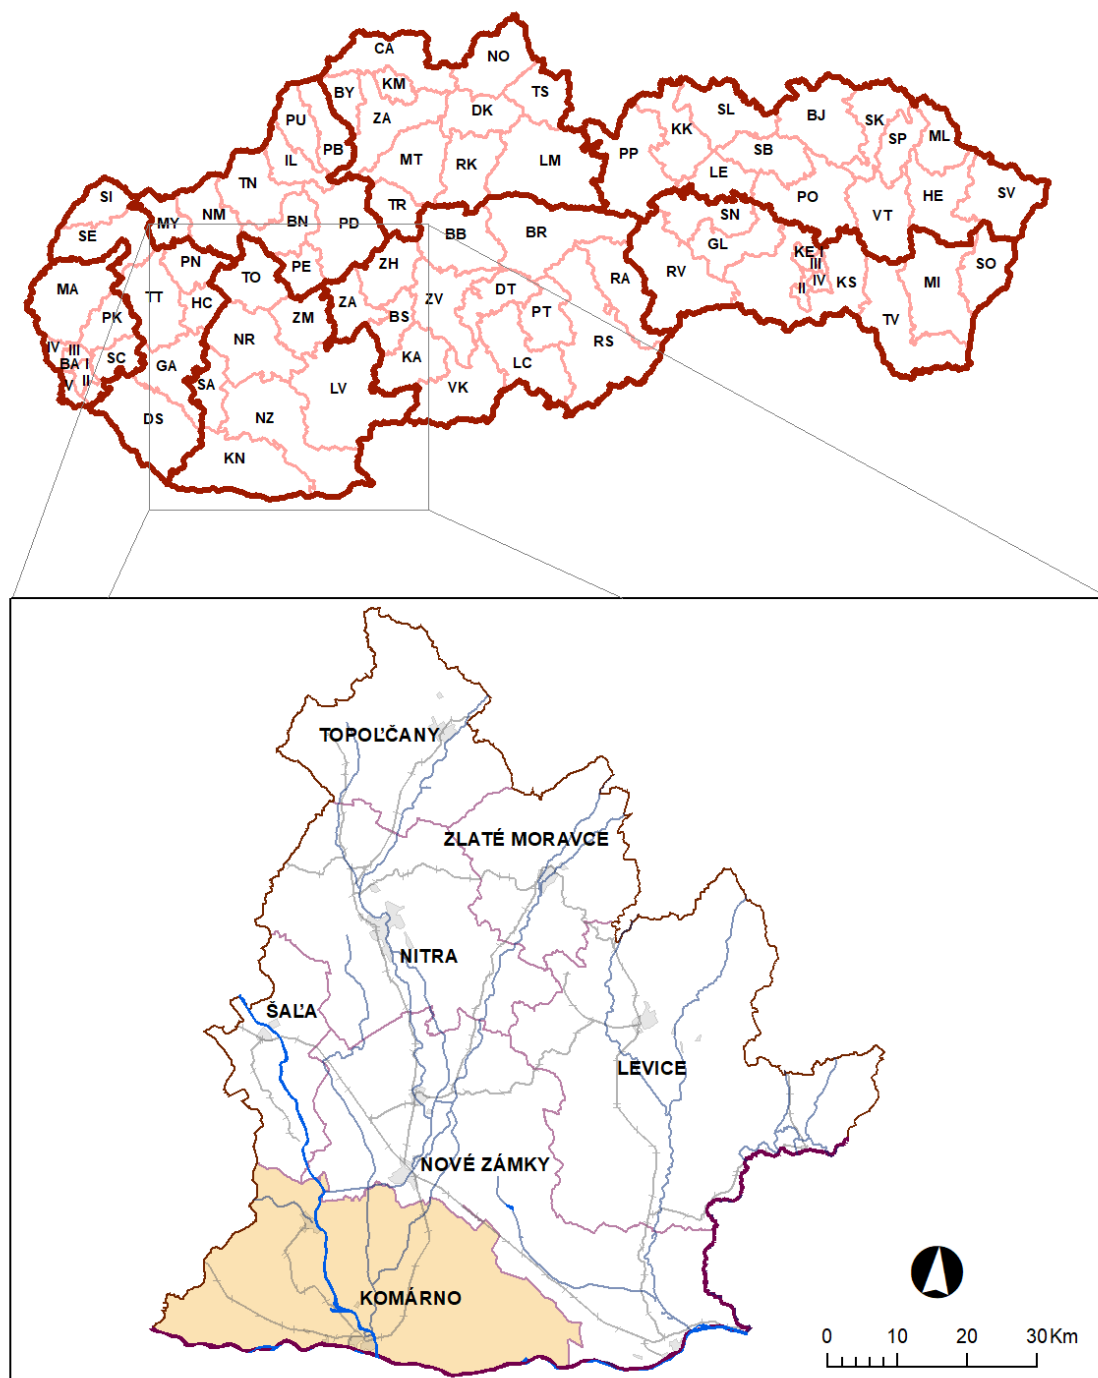 CA
NO
BY
KM
TS
PU
ZA
DK
SL
BJ
SK
KK
SP
ML
PB
MT
RK
LM
PP
SB
IL
LE
TN
PO
HE
SV
SI
TR
MY
NM
BN
PD
BB
BR
SN
VT
SE
GL
KE I
PN
TO
PE
ZH
RV
III
SO
MA
TT
DT
RA
IV
KS
MI
HC
ZA
ZV
II
PK
ZM
BS
PT
TV
NR
RS
IV
III
SC
KA
BA
I
GA
LC
V
II
SA
LV
VK
DS
NZ
KN
TOPOĽČANY
ZLATÉ MORAVCE
NITRA
ŠAĽA
LEVICE
NOVÉ ZÁMKY
KOMÁRNO
0 10 20 30 Km